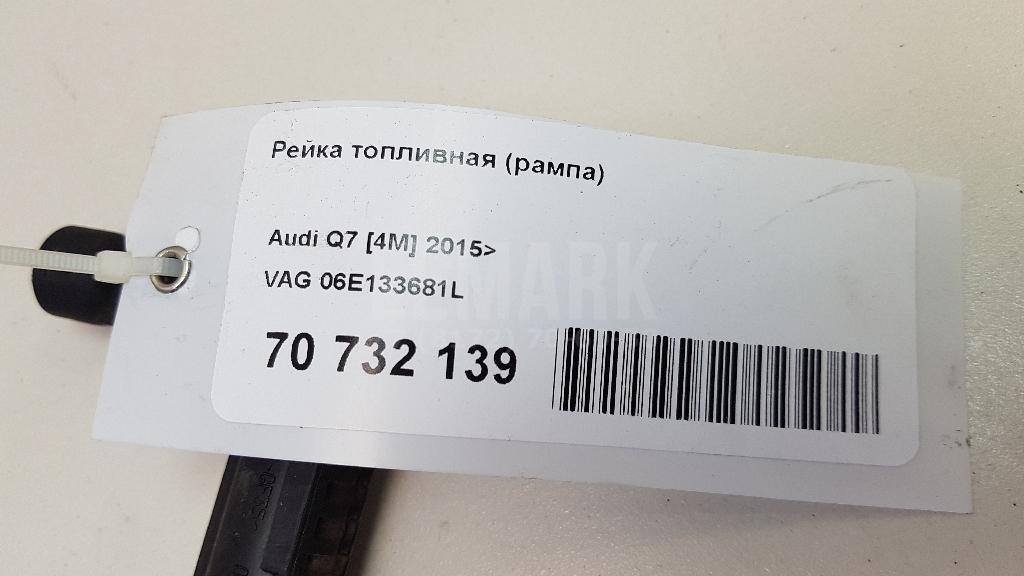 Рейка топливная (рампа)
Audi Q7 [4M] 2015>
VAG 06E133681L
70 732 139